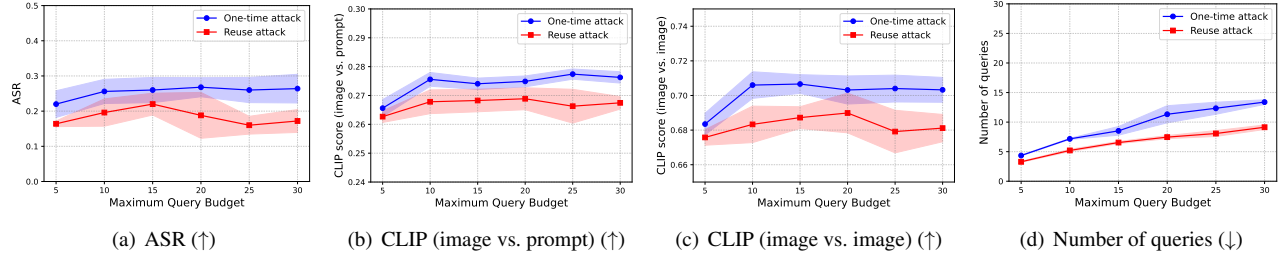 0.5
0.4
0.3
0.2
0.1
0.0
ASR
One-time attack
Reuse attack
5 10 15 20 25 30
Maximum Query Budget
(a) ASR (↑)
0.30
0.29
0.28
0.27
0.26
0.25
0.24
CLIP score (image vs. prompt)
One-time attack
Reuse attack
5 10 15 20 25 30
Maximum Query Budget
(b) CLIP (image vs. prompt) (↑)
0.74
0.72
0.70
0.68
0.66
CLIP score (image vs. image)
One-time attack
Reuse attack
5 10 15 20 25 30
Maximum Query Budget
(c) CLIP (image vs. image) (↑)
30
25
20
15
10
5
0
Number of queries
One-time attack
Reuse attack
5 10 15 20 25 30
Maximum Query Budget
(d) Number of queries (↓)